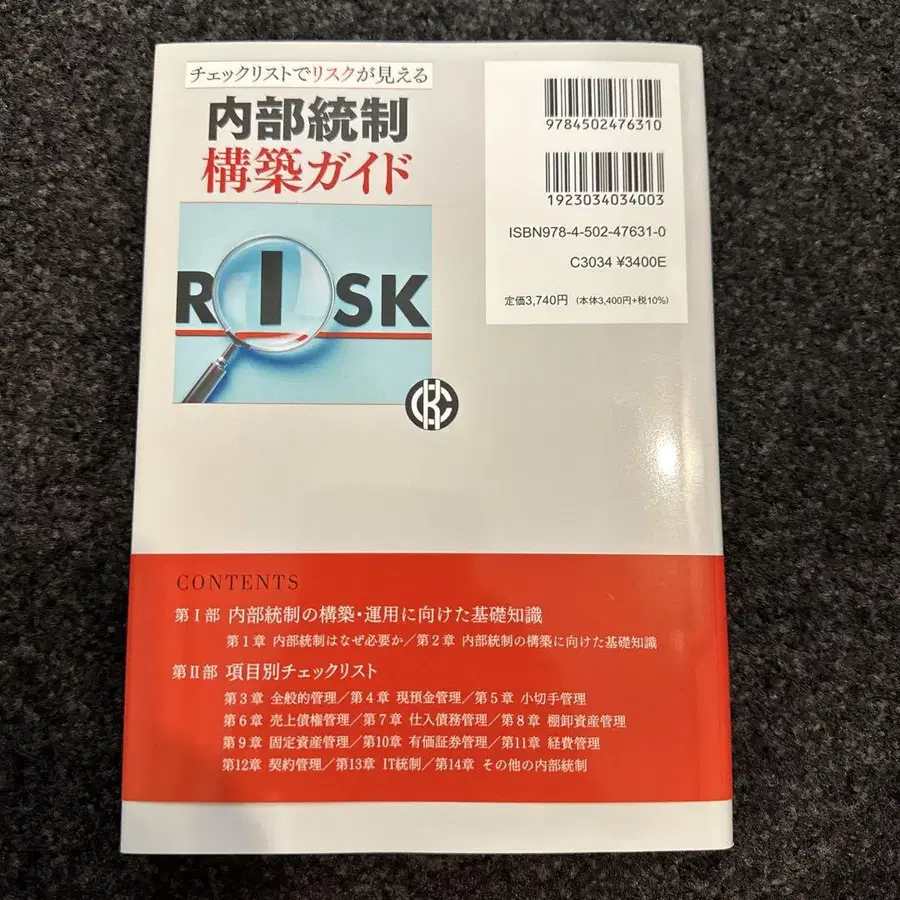 チェックリストでリスクが見える
内部統制
構築ガイド
RISK
9784502476310
1923034034003
ISBN978-4-502-47631-0
C3034 ¥3400E
定価3,740円 (本体3,400円+税10%)
CONTENTS
第Ⅰ部 内部統制の構築・運用に向けた基礎知識
第1章 内部統制はなぜ必要か/第2章 内部統制の構築に向けた基礎知識
第Ⅱ部 項目別チェックリスト
第3章 全般的管理/第4章 現預金管理/第5章 小切手管理
第6章 売上債権管理/第7章 仕入債務管理/第8章 棚卸資産管理
第9章 固定資産管理/第10章 有価証券管理/第11章 経費管理
第12章 契約管理/第13章 IT統制/第14章 その他の内部統制